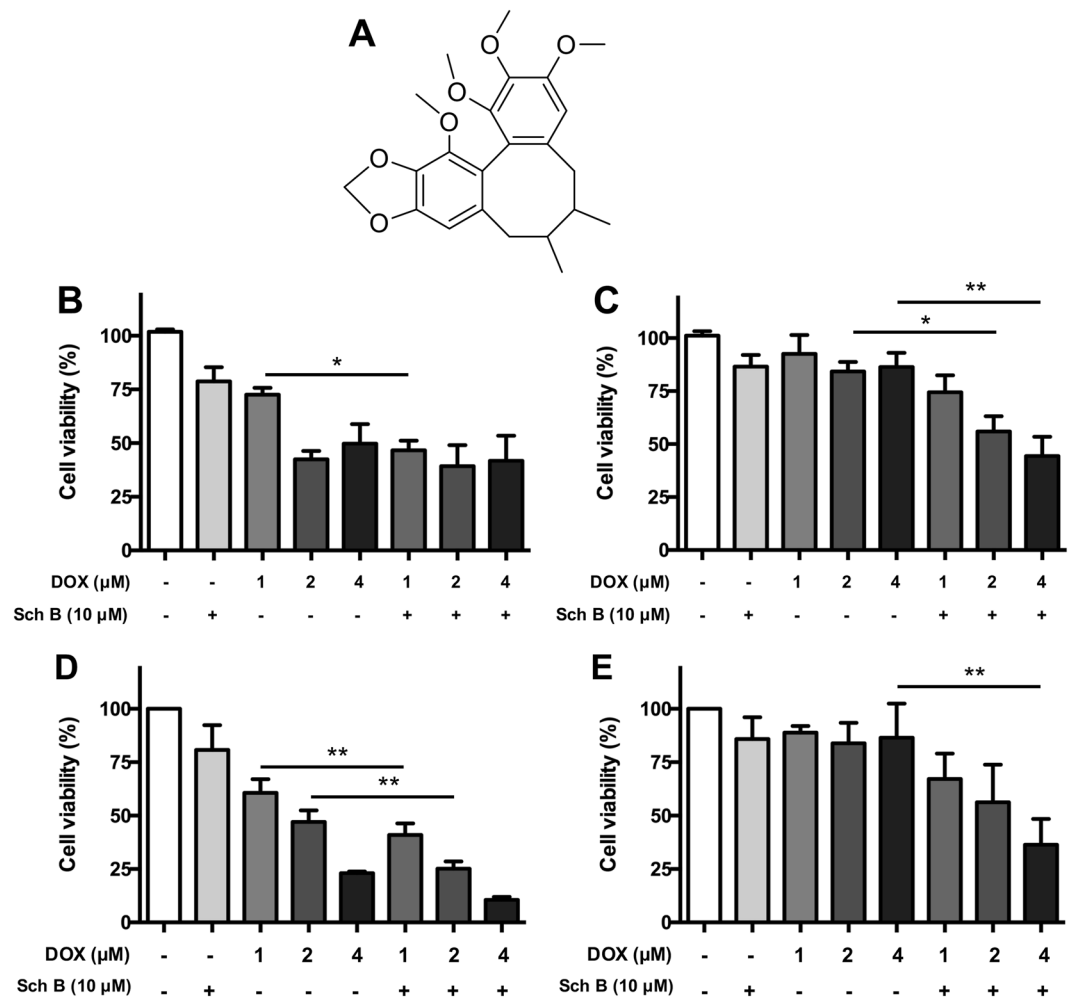 A
O
O
O
O
O
O
B
C
Cell viability (%)
100
75
50
25
0
*
DOX (μM) - - 1 2 4 1 2 4
Sch B (10 μM) - + - - - + + +
Cell viability (%)
100
75
50
25
0
**
*
DOX (μM) - - 1 2 4 1 2 4
Sch B (10 μM) - + - - - + + +
D
E
Cell viability (%)
100
75
50
25
0
**
**
DOX (μM) - - 1 2 4 1 2 4
Sch B (10 μM) - + - - - + + +
Cell viability (%)
100
75
50
25
0
**
DOX (μM) - - 1 2 4 1 2 4
Sch B (10 μM) - + - - - + + +